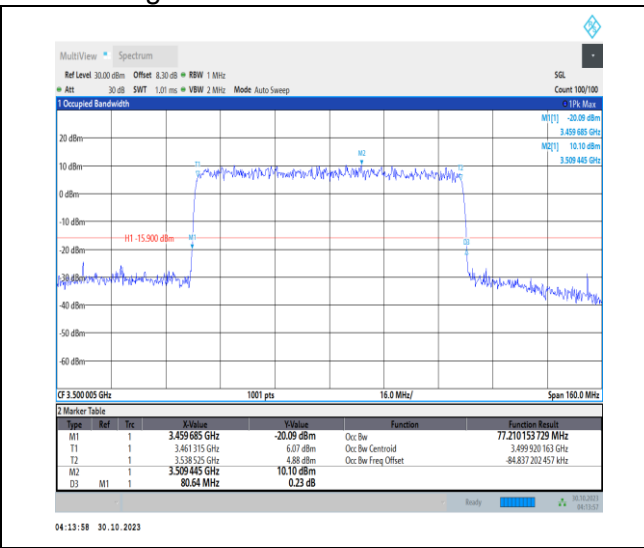 MultiView Spectrum
Ref Level 30.00 dBm Offset 8.30 dB RBW 1 MHz SGL
Att 30 dB SWT 1.01 ms VBW 2 MHz Mode Auto Sweep Count 100/100
1 Occupied Bandwidth 1Pk Max
M1[1] -20.09 dBm
3.459 685 GHz
M2[1] 10.10 dBm
3.509 445 GHz
20 dBm
M2
10 dBm
T1 T2
0 dBm
-10 dBm
H1 -15.900 dBm M1
D3
-20 dBm
-30 dBm
-40 dBm
-50 dBm
-60 dBm
CF 3.500 005 GHz 1001 pts 16.0 MHz/ Span 160.0 MHz
2 Marker Table
Type Ref Trc X-Value Y-Value Function Function Result
M1 1 3.459 685 GHz -20.09 dBm Occ Bw 77.210 153 729 MHz
T1 1 3.461 315 GHz 6.07 dBm Occ Bw Centroid 3.499 920 163 GHz
T2 1 3.538 525 GHz 4.88 dBm Occ Bw Freq Offset -84.837 202 457 kHz
M2 1 3.509 445 GHz 10.10 dBm
D3 M1 1 80.64 MHz 0.23 dB
Ready 30.10.2023
04:13:57
04:13:58 30.10.2023